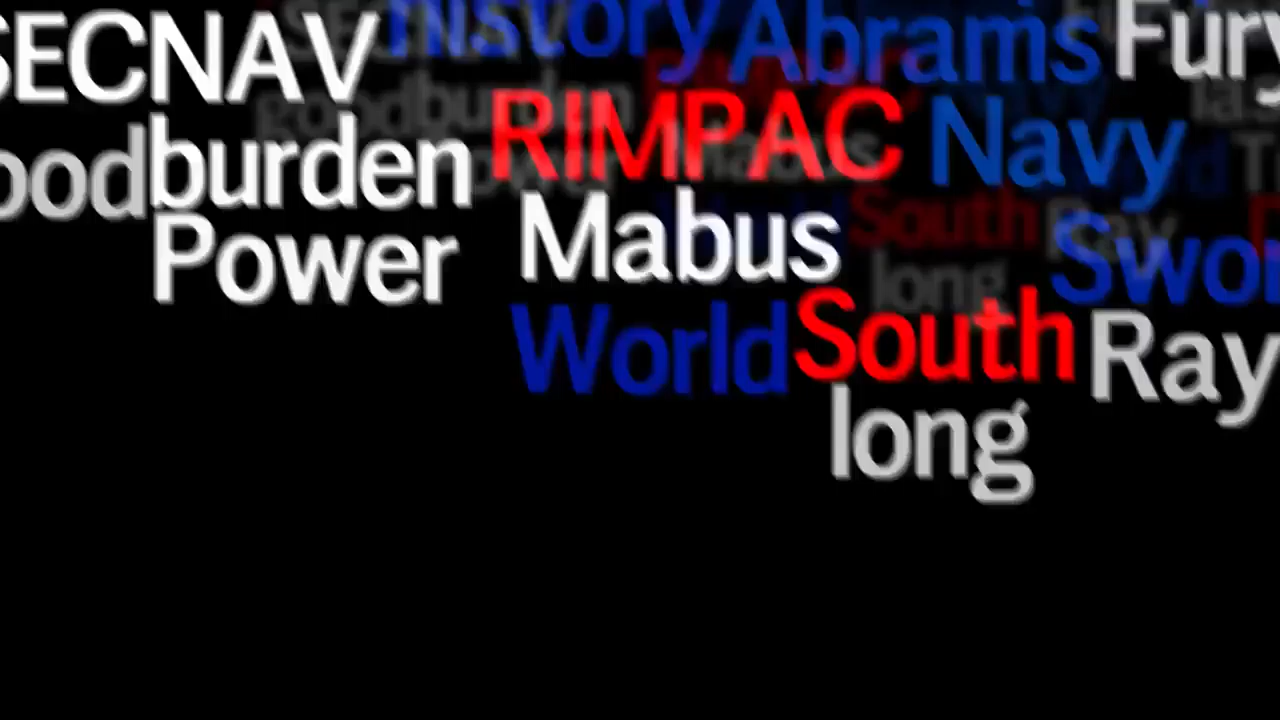 SECNAV history Abrams Fury
oodburden RIMPAC Navy
Power Mabus
World South Ray
long